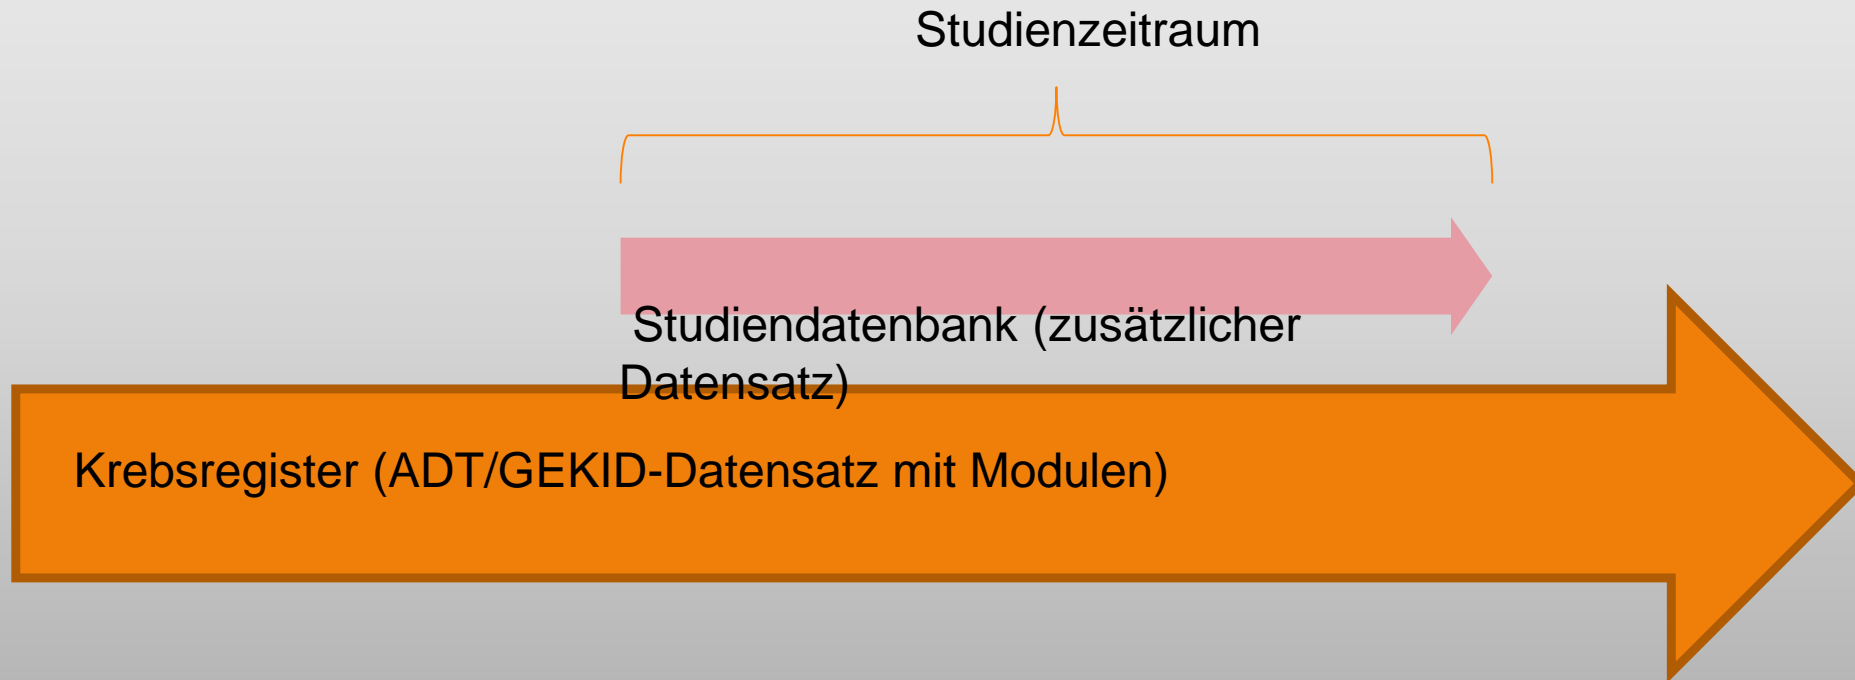 Studienzeitraum
Studiendatenbank (zusätzlicher
Datensatz)
Krebsregister (ADT/GEKID-Datensatz mit Modulen)